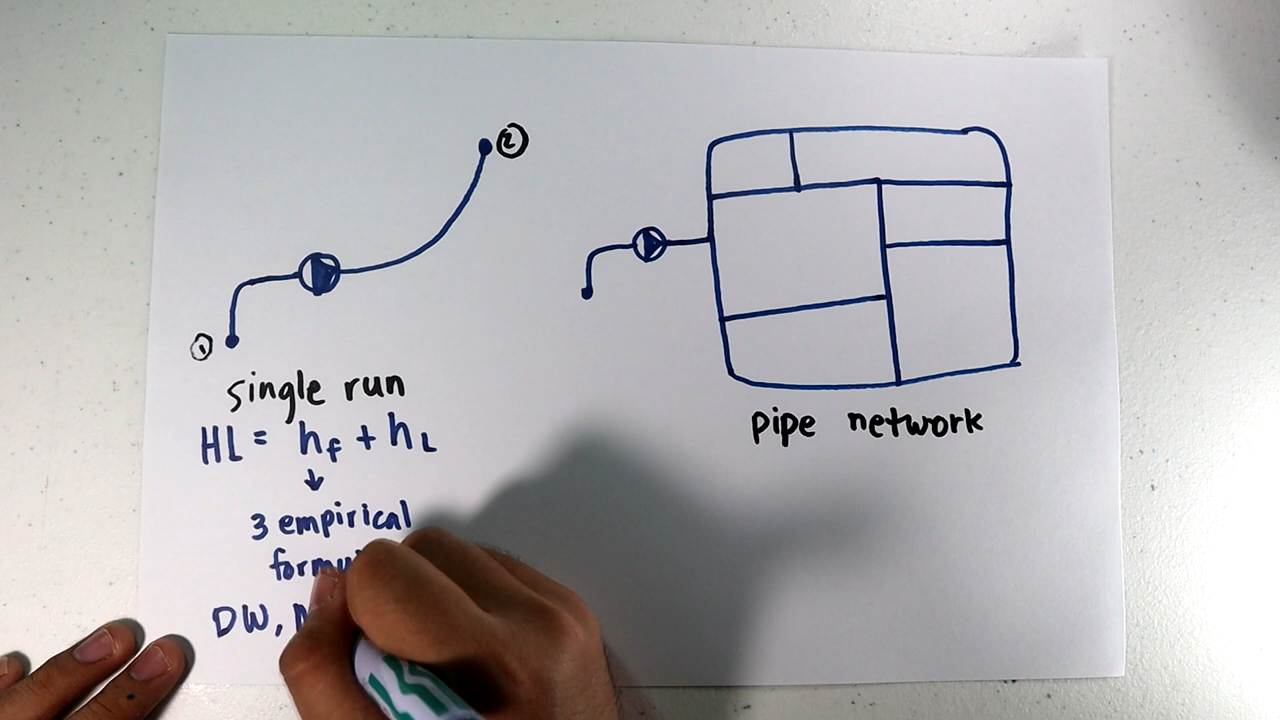 ②
①
single run
HL = hf + hL
↓
3 empirical
DW,
pipe network